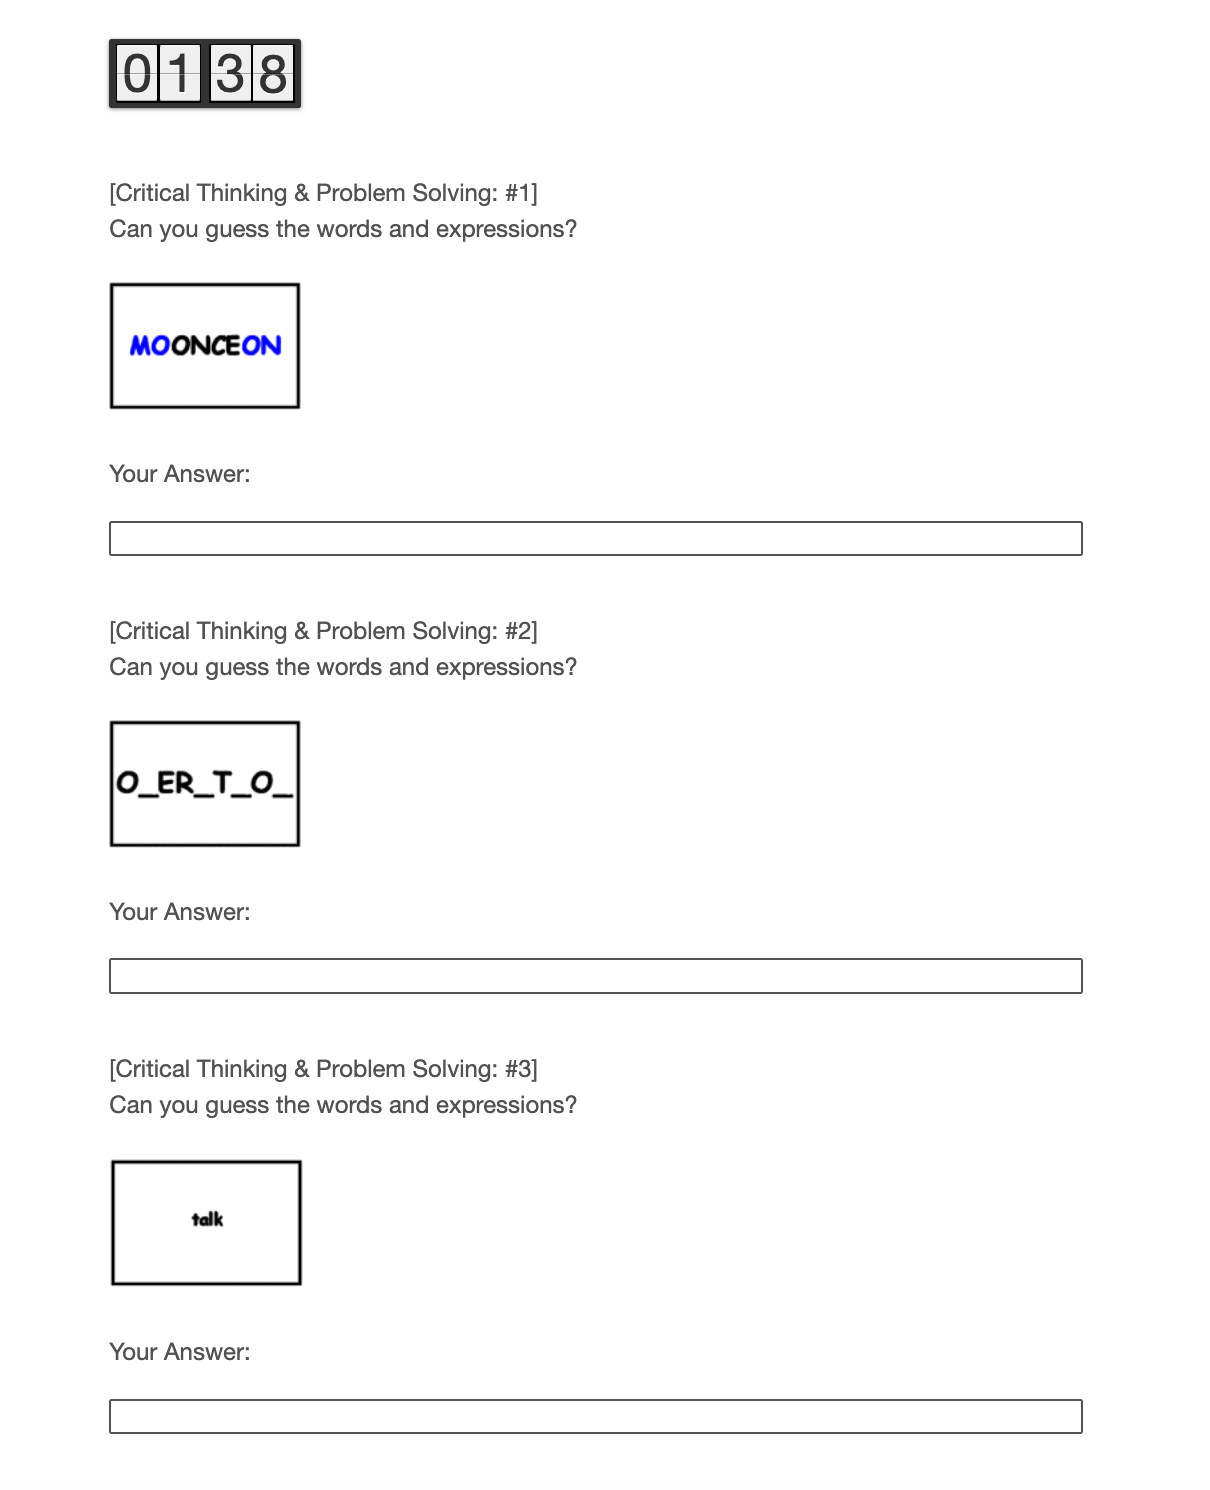 01 38
[Critical Thinking & Problem Solving: #1]
Can you guess the words and expressions?
MOONCEON
Your Answer:
[Critical Thinking & Problem Solving: #2]
Can you guess the words and expressions?
O_ER_T_O_
Your Answer:
[Critical Thinking & Problem Solving: #3]
Can you guess the words and expressions?
talk
Your Answer: